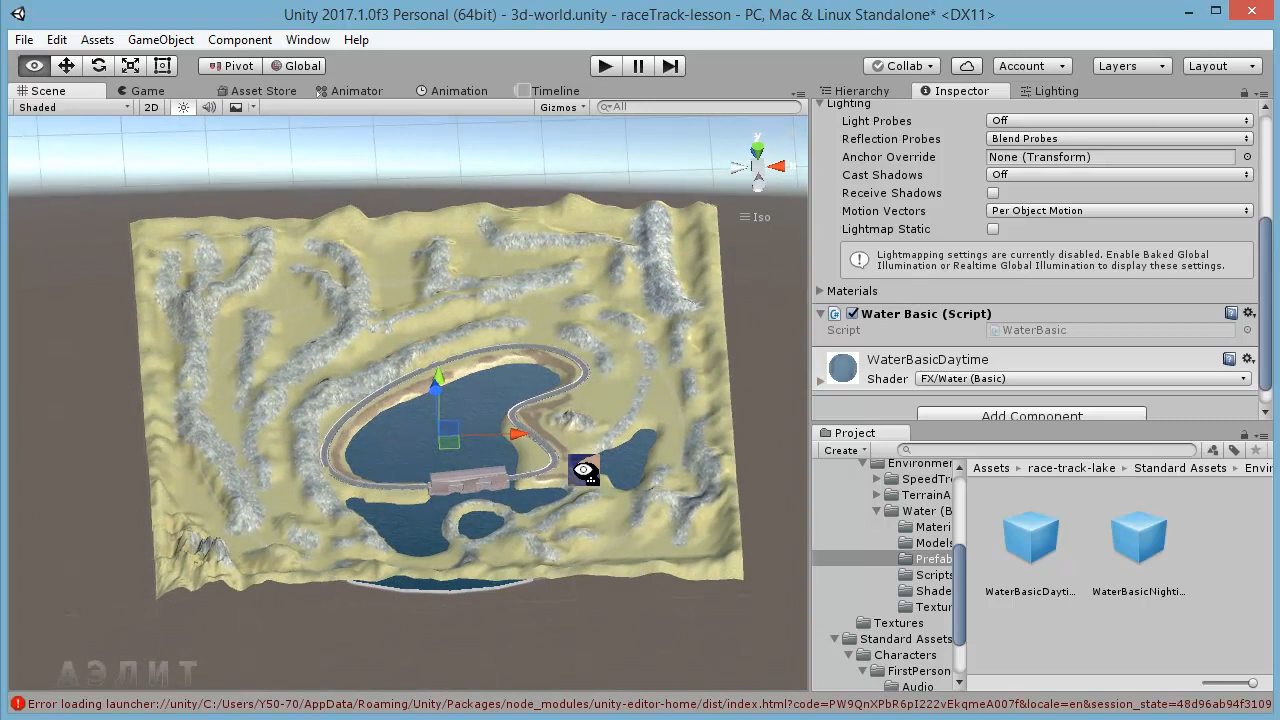 Unity 2017.1.0f3 Personal (64bit) - 3d-world.unity - raceTrack-lesson - PC, Mac & Linux Standalone* <DX11>
File Edit Assets GameObject Component Window Help
Pivot Global Collab Account Layers Layout
Scene Game Asset Store Animator Animation Timeline
Shaded 2D Gizmos All
y
Iso
АЭЛИТ
Hierarchy Inspector Lighting
Lighting
Light Probes Off
Reflection Probes Blend Probes
Anchor Override None (Transform)
Cast Shadows Off
Receive Shadows
Motion Vectors Per Object Motion
Lightmap Static
Lightmapping settings are currently disabled. Enable Baked Global
Illumination or Realtime Global Illumination to display these settings.
Materials
Water Basic (Script)
Script WaterBasic
WaterBasicDaytime
Shader FX/Water (Basic)
Add Component
Project
Create
Assets race-track-lake Standard Assets Envir
Environme
SpeedTre
TerrainA
Water (B
Materi
Models
Prefab
Scripts
Shade
Textur
Textures
Standard Assets
Characters
FirstPerson
Audio
WaterBasicDayti...
WaterBasicNighti...
Error loading launcher://unity/C:/Users/Y50-70/AppData/Roaming/Unity/Packages/node_modules/unity-editor-home/dist/index.html?code=PW9QnXPbR6pI222vEkqmeA007f&locale=en&session_state=48d96ab94f3109